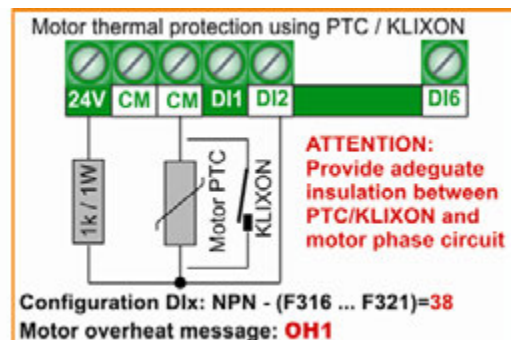 Motor thermal protection using PTC / KLIXON
24V CM CM DI1 DI2 DI6
1k / 1W
Motor PTC
KLIXON
ATTENTION:
Provide adeguate
insulation between
PTC/KLIXON and
motor phase circuit
Configuration DIx: NPN - (F316 ... F321)=38
Motor overheat message: OH1